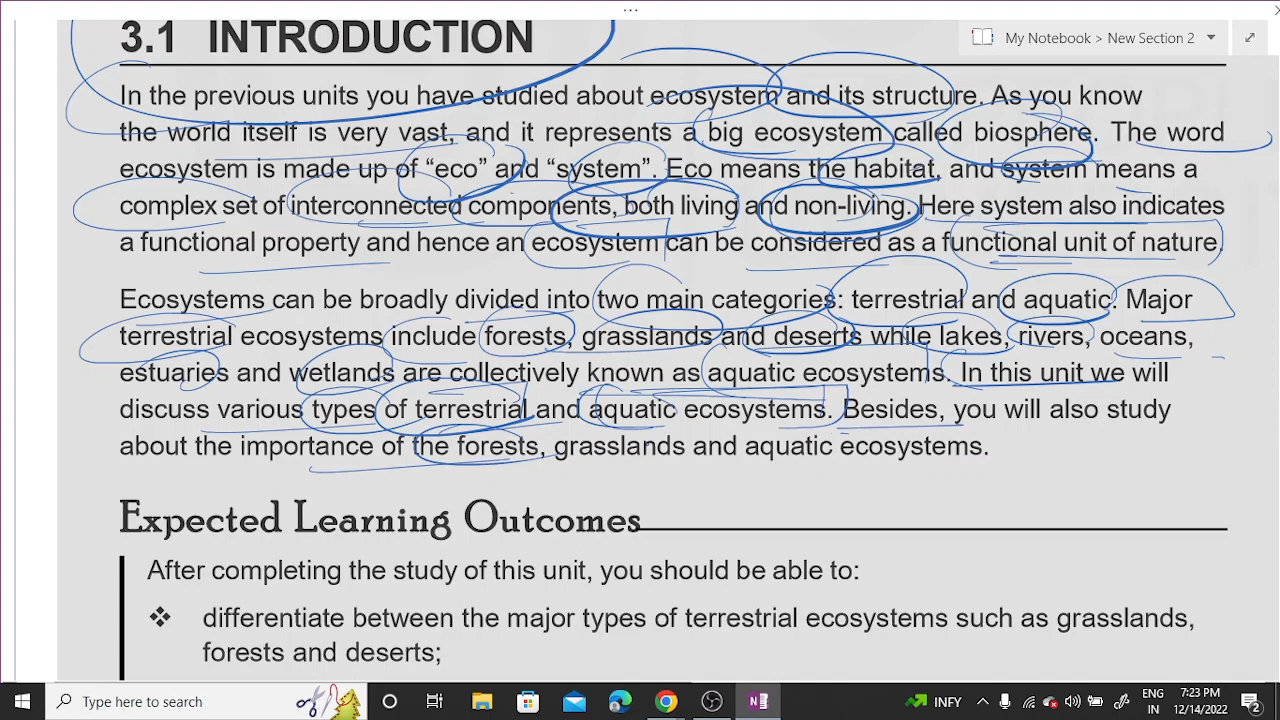 ...
My Notebook > New Section 2
3.1 INTRODUCTION
In the previous units you have studied about ecosystem and its structure. As you know
the world itself is very vast, and it represents a big ecosystem called biosphere. The word
ecosystem is made up of “eco” and “system”. Eco means the habitat, and system means a
complex set of interconnected components, both living and non-living. Here system also indicates
a functional property and hence an ecosystem can be considered as a functional unit of nature.
Ecosystems can be broadly divided into two main categories: terrestrial and aquatic. Major
terrestrial ecosystems include forests, grasslands and deserts while lakes, rivers, oceans,
estuaries and wetlands are collectively known as aquatic ecosystems. In this unit we will
discuss various types of terrestrial and aquatic ecosystems. Besides, you will also study
about the importance of the forests, grasslands and aquatic ecosystems.
Expected Learning Outcomes
After completing the study of this unit, you should be able to:
❖ differentiate between the major types of terrestrial ecosystems such as grasslands,
forests and deserts;
Type here to search
INFY
ENG
IN
7:23 PM
12/14/2022
2